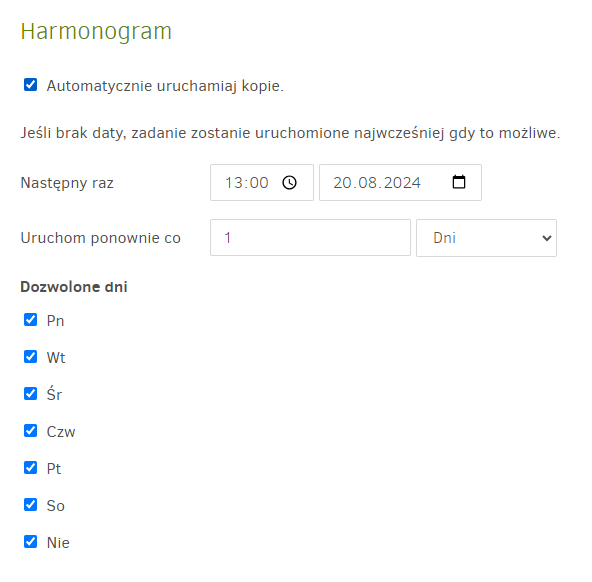 Harmonogram
Automatycznie uruchamiaj kopie.
Jeśli brak daty, zadanie zostanie uruchomione najwcześniej gdy to możliwe.
Następny raz 13:00 20.08.2024
Uruchom ponownie co 1 Dni
Dozwolone dni
Pn
Wt
Śr
Czw
Pt
So
Nie